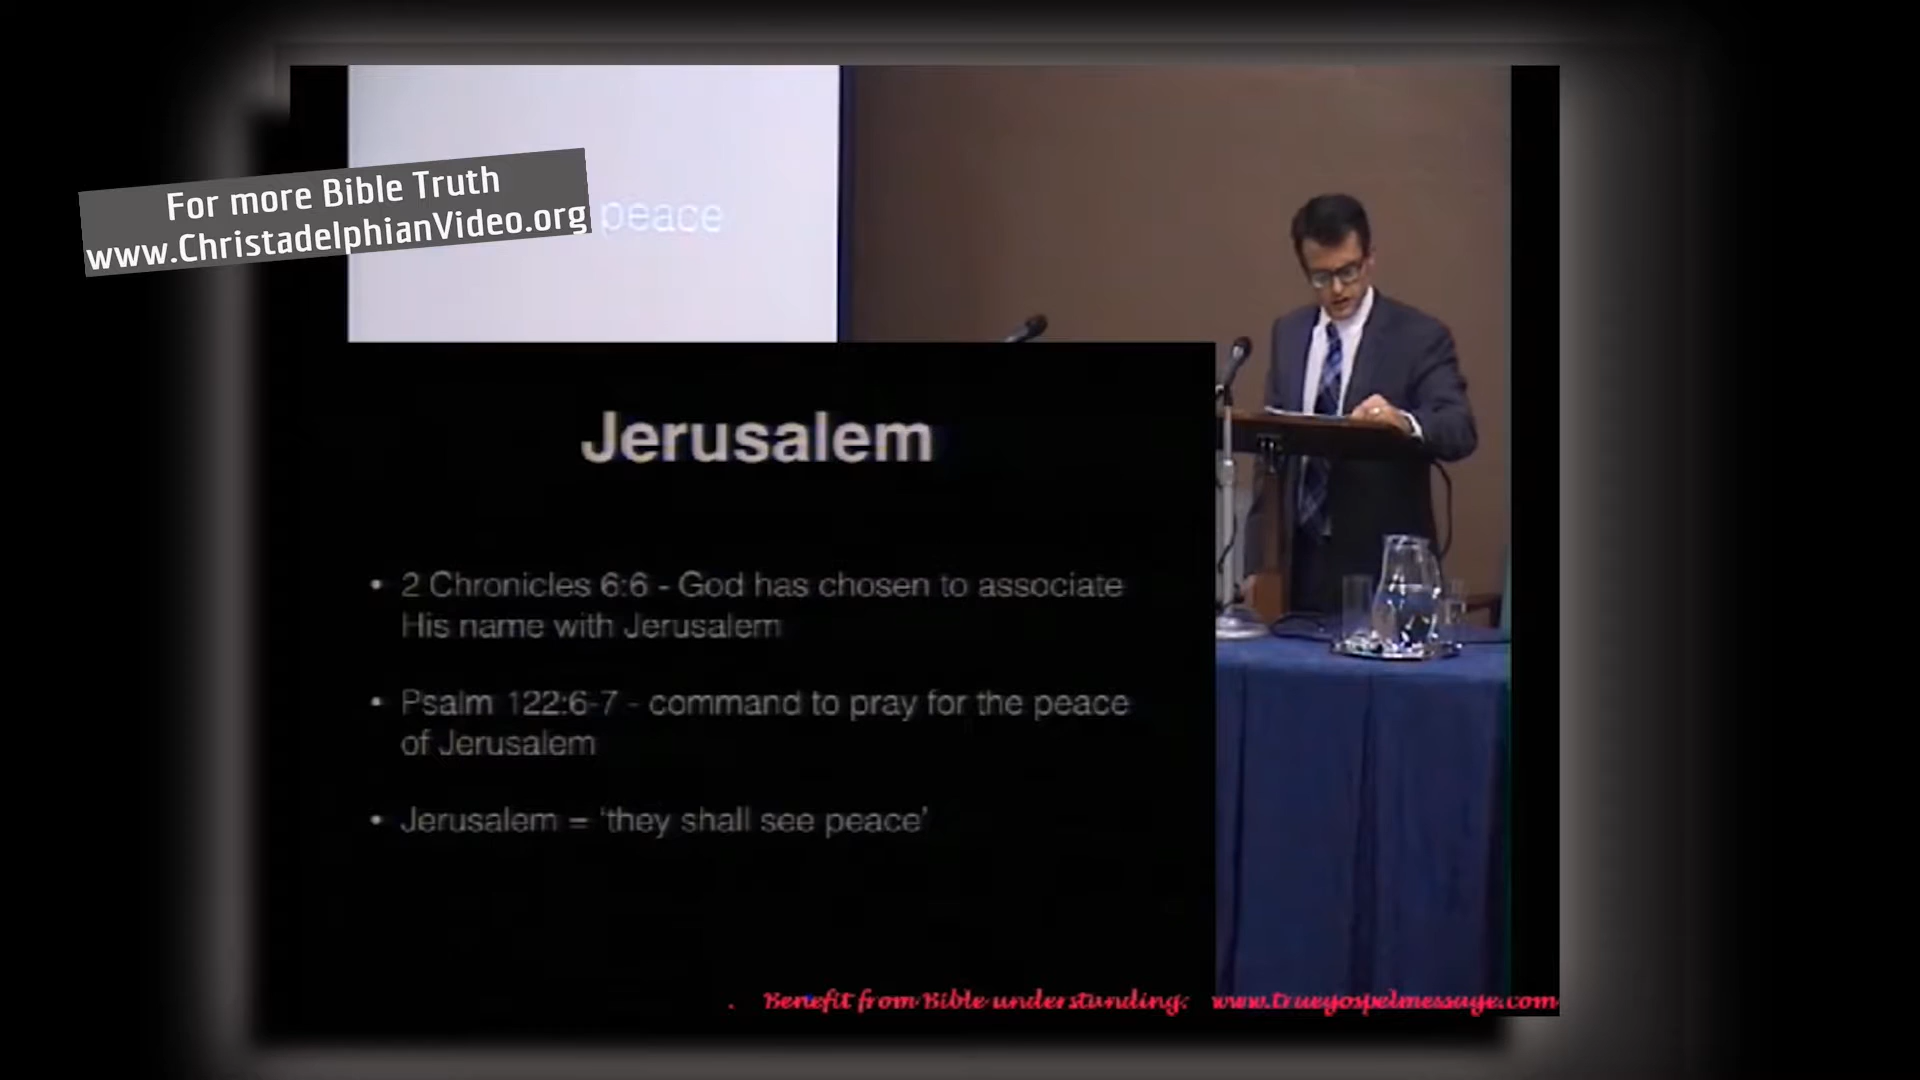 For more Bible Truth
www.ChristadelphianVideo.org
peace
Jerusalem
• 2 Chronicles 6:6 - God has chosen to associate
His name with Jerusalem
• Psalm 122:6-7 - command to pray for the peace
of Jerusalem
• Jerusalem = 'they shall see peace'
. Benefit from Bible understanding: www.truegospelmessage.com